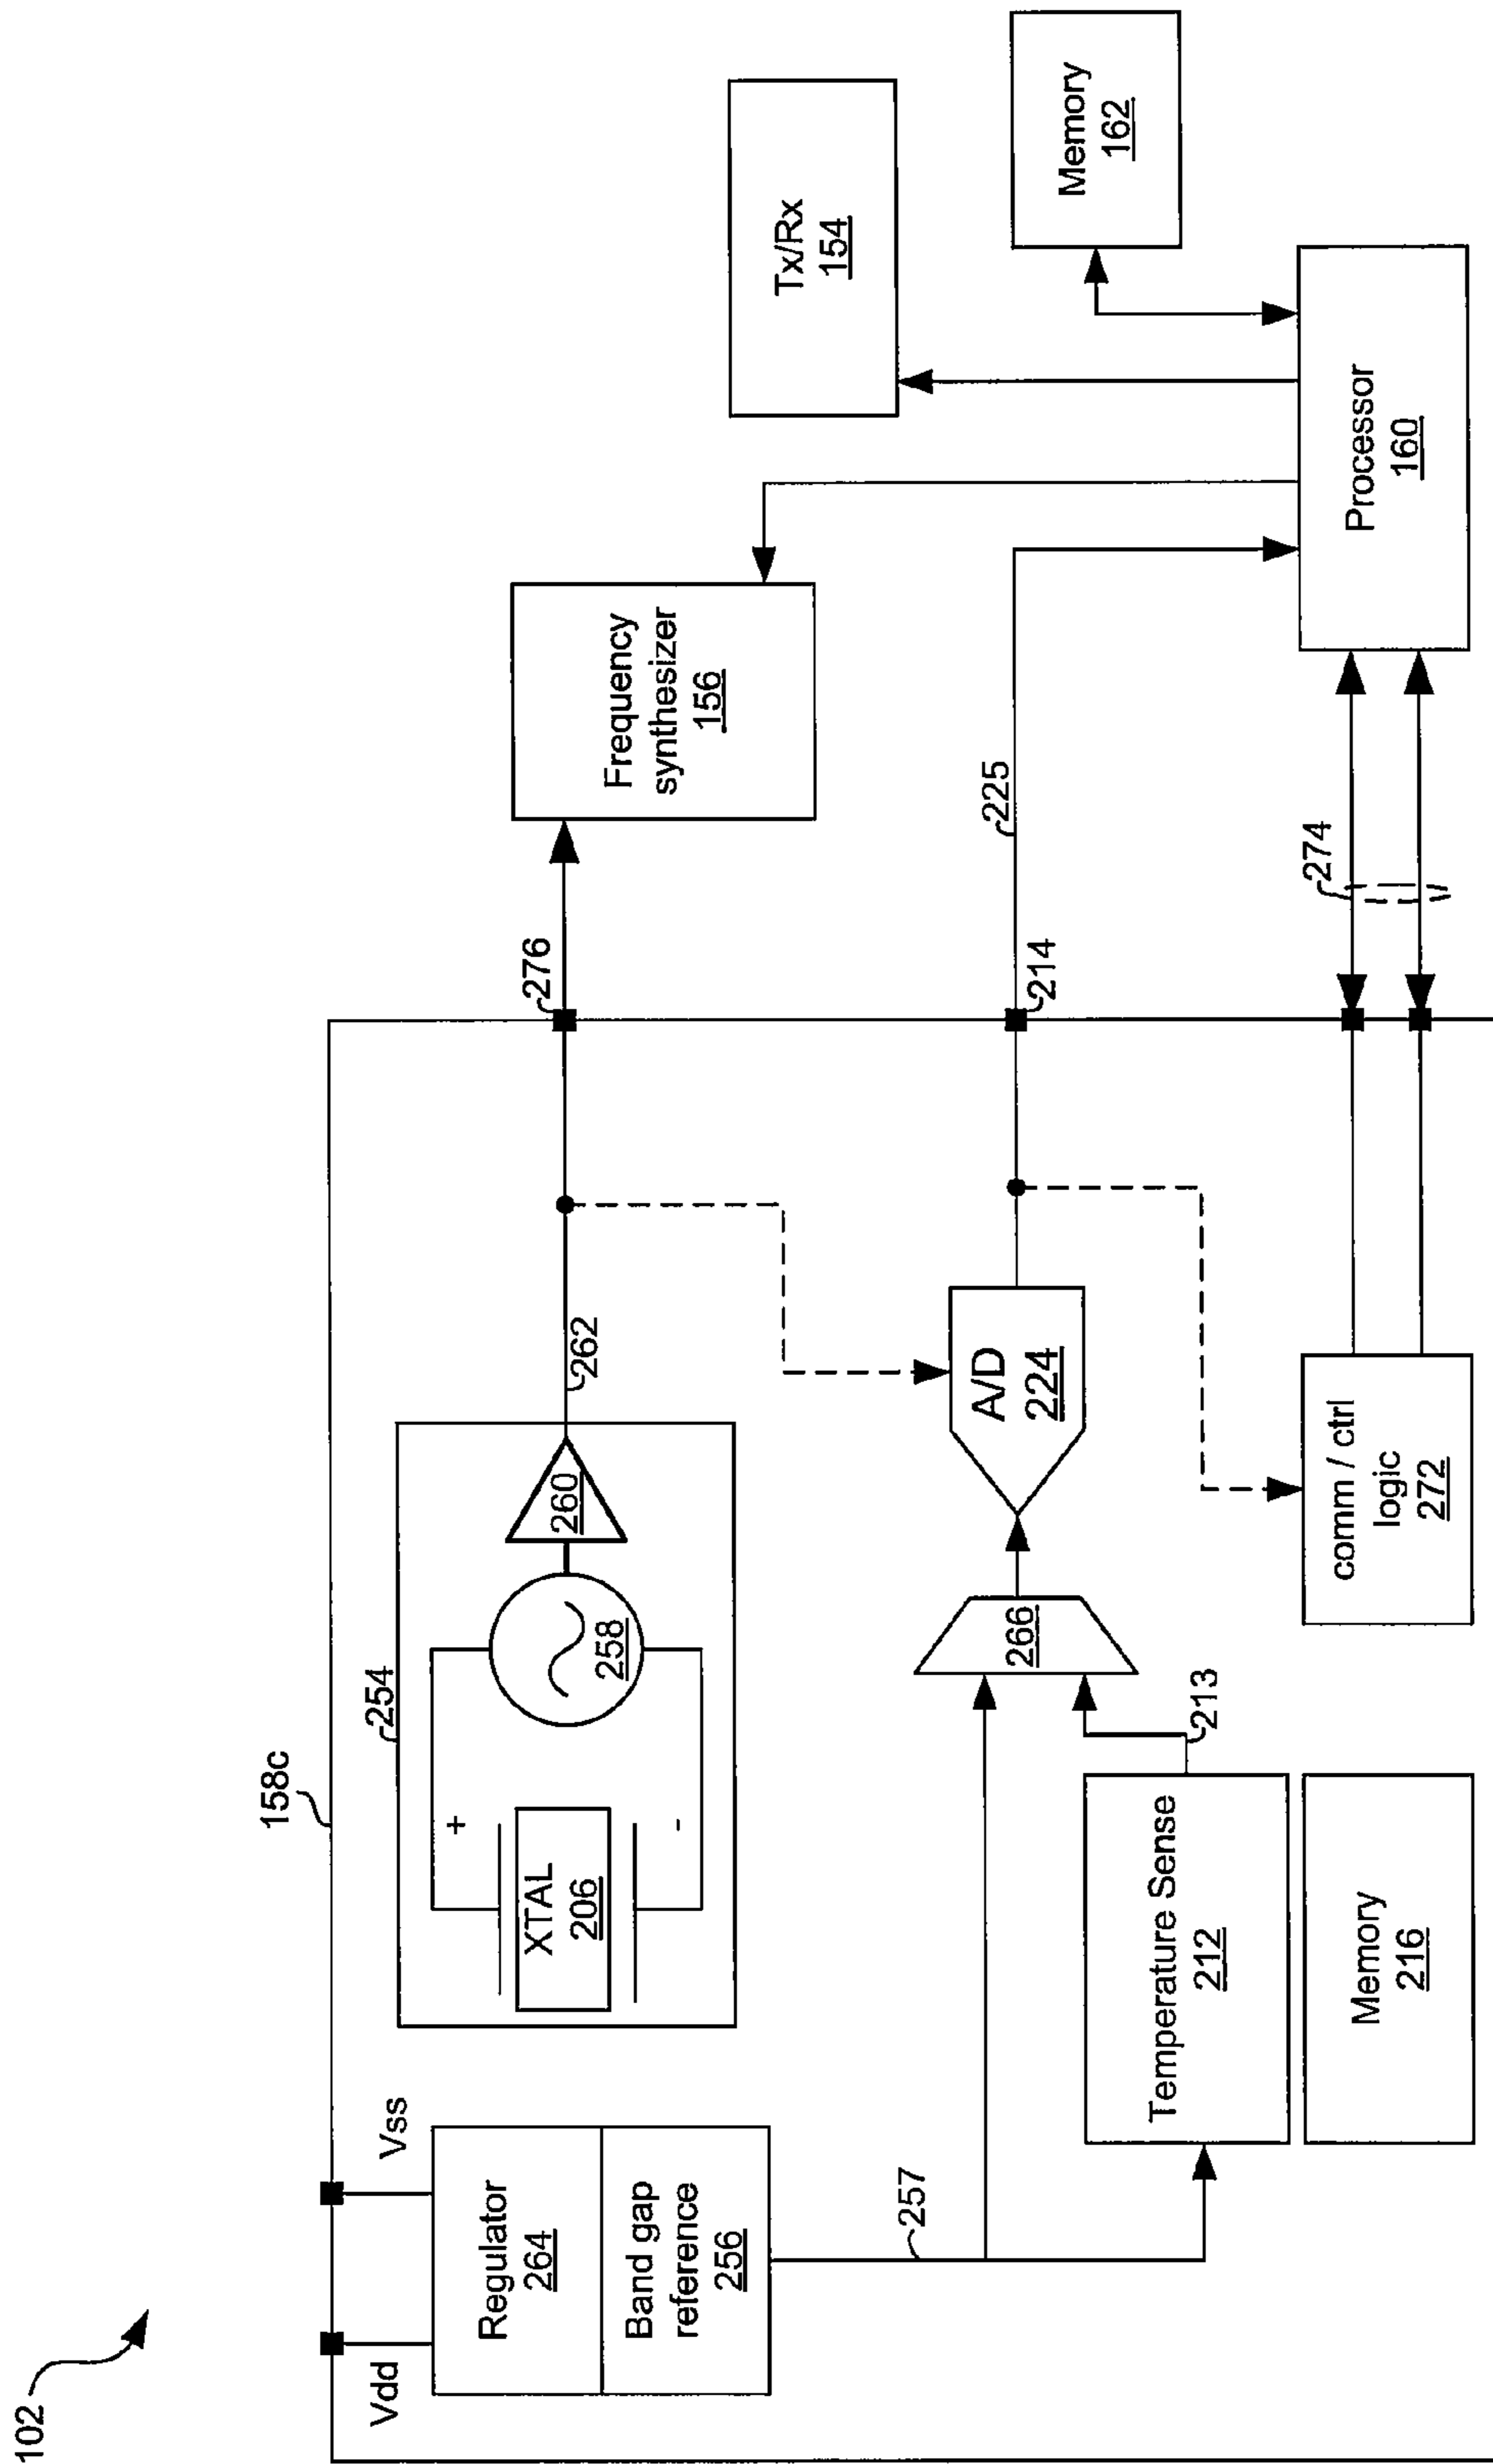 102
158c
Vdd
Vss
Regulator
264
Band gap
reference
256
257
254
+
-
XTAL
206
258
260
262
276
Frequency
synthesizer
156
Tx/Rx
154
Memory
162
Temperature Sense
212
213
266
A/D
224
214
225
Memory
216
comm / ctrl
logic
272
274
Processor
160